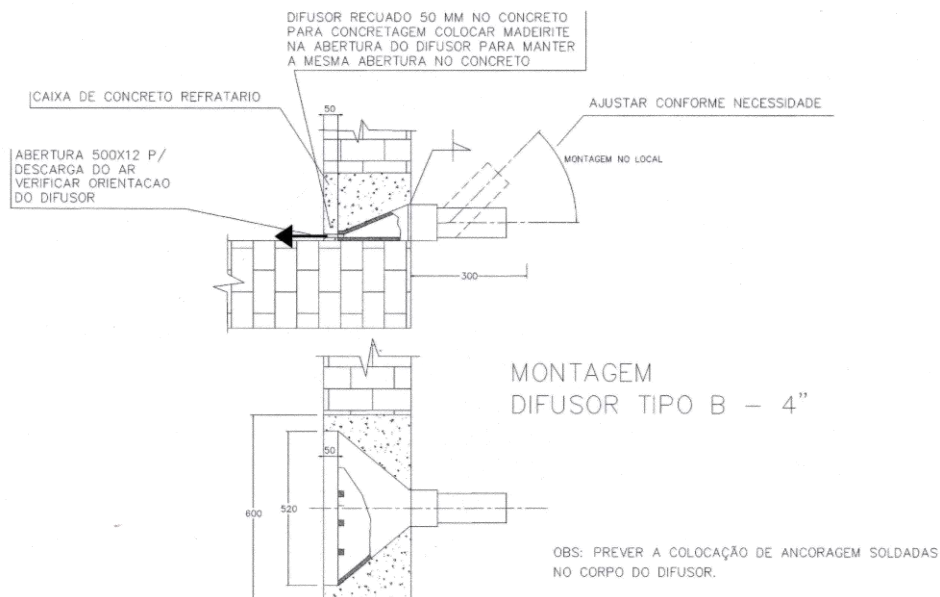 DIFUSOR RECUADO 50 MM NO CONCRETO
PARA CONCRETAGEM COLOCAR MADEIRITE
NA ABERTURA DO DIFUSOR PARA MANTER
A MESMA ABERTURA NO CONCRETO
CAIXA DE CONCRETO REFRATARIO
50
AJUSTAR CONFORME NECESSIDADE
ABERTURA 500X12 P/
DESCARGA DO AR
VERIFICAR ORIENTACAO
DO DIFUSOR
MONTAGEM NO LOCAL
300
MONTAGEM
DIFUSOR TIPO B – 4"
50
600
520
OBS: PREVER A COLOCAÇÃO DE ANCORAGEM SOLDADAS
NO CORPO DO DIFUSOR.